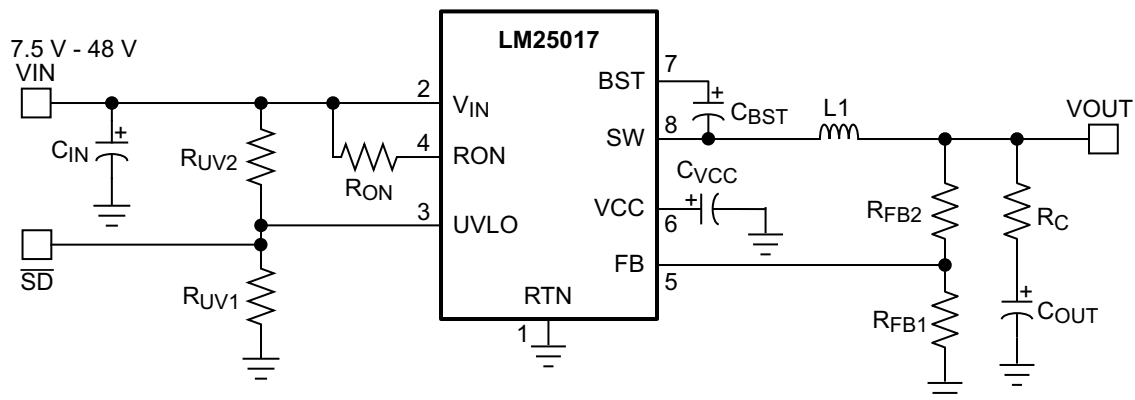 LM25017
7.5 V - 48 V
VIN
7
BST
2
VIN
CBST
L1
VOUT
8
SW
CIN
RUV2
4
RON
RON
CVCC
3
UVLO
VCC
6
RFB2
RC
SD
FB
5
RUV1
RTN
1
RFB1
COUT